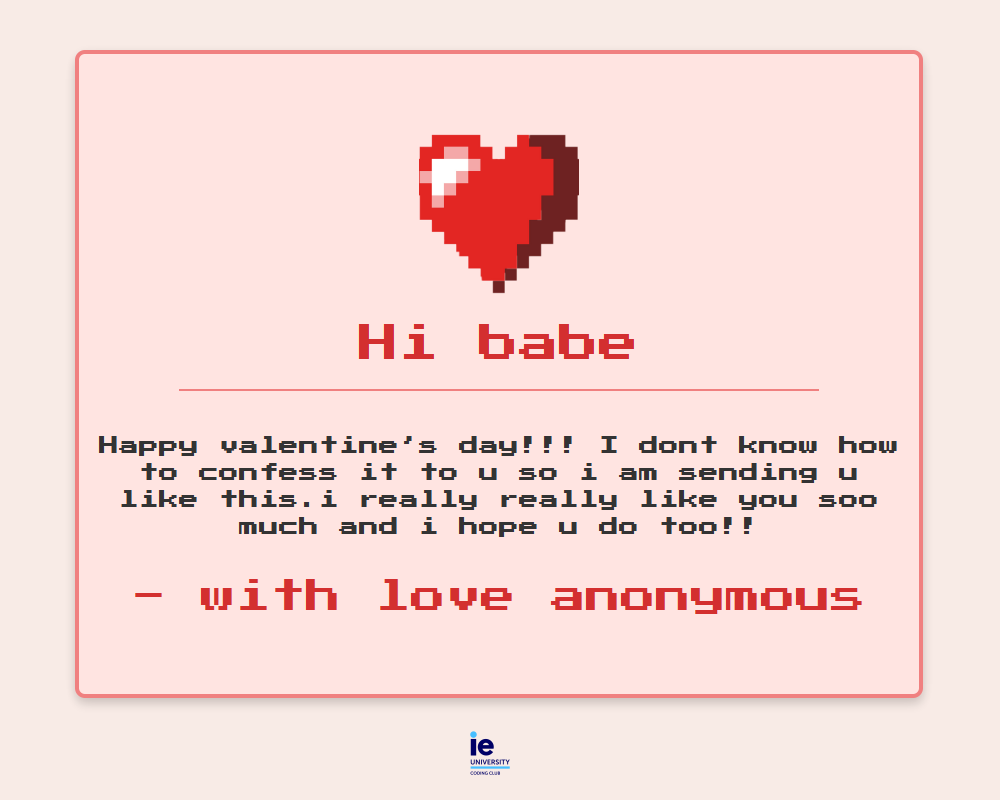 Hi babe
Happy valentine's day!!! I dont know how
to confess it to u so i am sending u
like this.i really really like you soo
much and i hope u do too!!
– with love anonymous
ie
UNIVERSITY
CODING CLUB